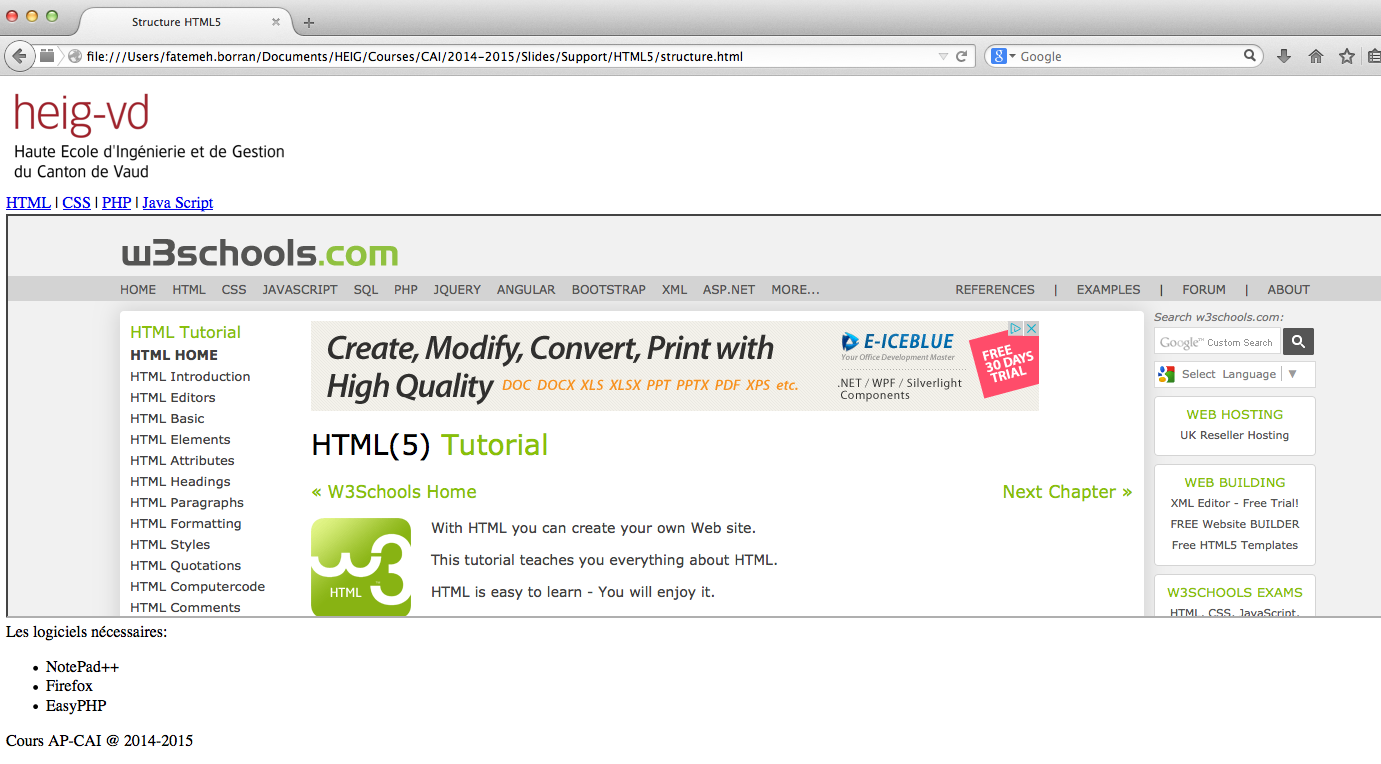 Structure HTML5
file:///Users/fatemeh.borran/Documents/HEIG/Courses/CAI/2014-2015/Slides/Support/HTML5/structure.html
Google
heig-vd
Haute Ecole d'Ingénierie et de Gestion
du Canton de Vaud
HTML | CSS | PHP | Java Script
w3schools.com
HOME HTML CSS JAVASCRIPT SQL PHP JQUERY ANGULAR BOOTSTRAP XML ASP.NET MORE... REFERENCES | EXAMPLES | FORUM | ABOUT
HTML Tutorial
HTML HOME
HTML Introduction
HTML Editors
HTML Basic
HTML Elements
HTML Attributes
HTML Headings
HTML Paragraphs
HTML Formatting
HTML Styles
HTML Quotations
HTML Computercode
HTML Comments
Create, Modify, Convert, Print with
High Quality DOC DOCX XLS XLSX PPT PPTX PDF XPS etc.
E-ICEBLUE
Your Office Development Master
.NET / WPF / Silverlight
Components
FREE
30 DAYS
TRIAL
HTML(5) Tutorial
« W3Schools Home Next Chapter »
w3
HTML
With HTML you can create your own Web site.
This tutorial teaches you everything about HTML.
HTML is easy to learn - You will enjoy it.
Search w3schools.com:
Google™ Custom Search
Select Language
WEB HOSTING
UK Reseller Hosting
WEB BUILDING
XML Editor - Free Trial!
FREE Website BUILDER
Free HTML5 Templates
W3SCHOOLS EXAMS
HTML, CSS, JavaScript,
Les logiciels nécessaires:
• NotePad++
• Firefox
• EasyPHP
Cours AP-CAI @ 2014-2015